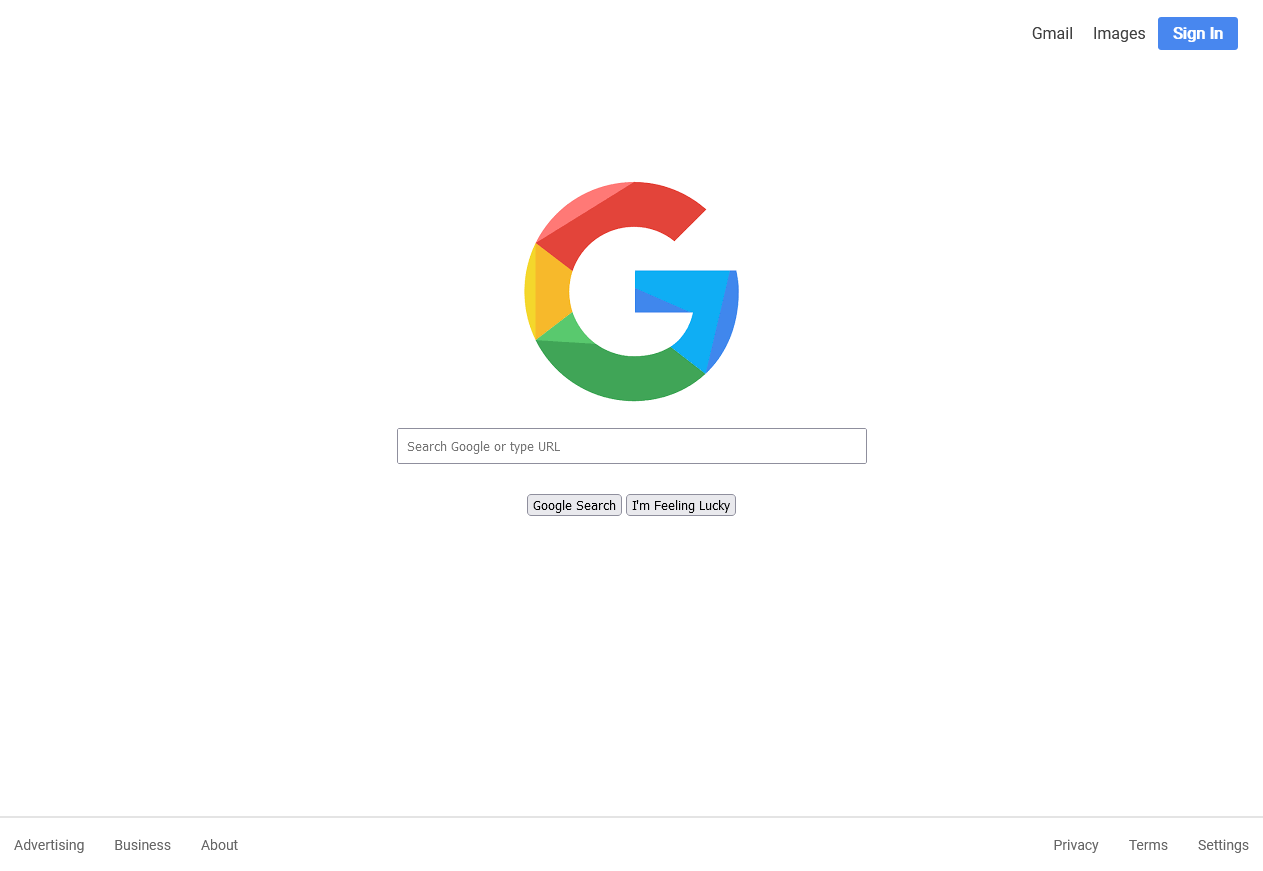 Gmail Images Sign In
Search Google or type URL
Google Search I'm Feeling Lucky
Advertising Business About Privacy Terms Settings